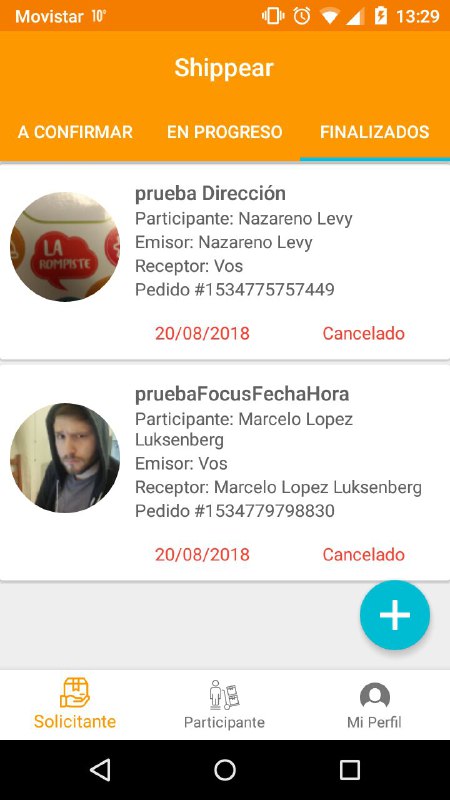 Movistar 10° 13:29
Shippear
A CONFIRMAR EN PROGRESO FINALIZADOS
LA
ROMPISTE
prueba Dirección
Participante: Nazareno Levy
Emisor: Nazareno Levy
Receptor: Vos
Pedido #1534775757449
20/08/2018 Cancelado
pruebaFocusFechaHora
Participante: Marcelo Lopez
Luksenberg
Emisor: Vos
Receptor: Marcelo Lopez Luksenberg
Pedido #1534779798830
20/08/2018 Cancelado
Solicitante Participante Mi Perfil